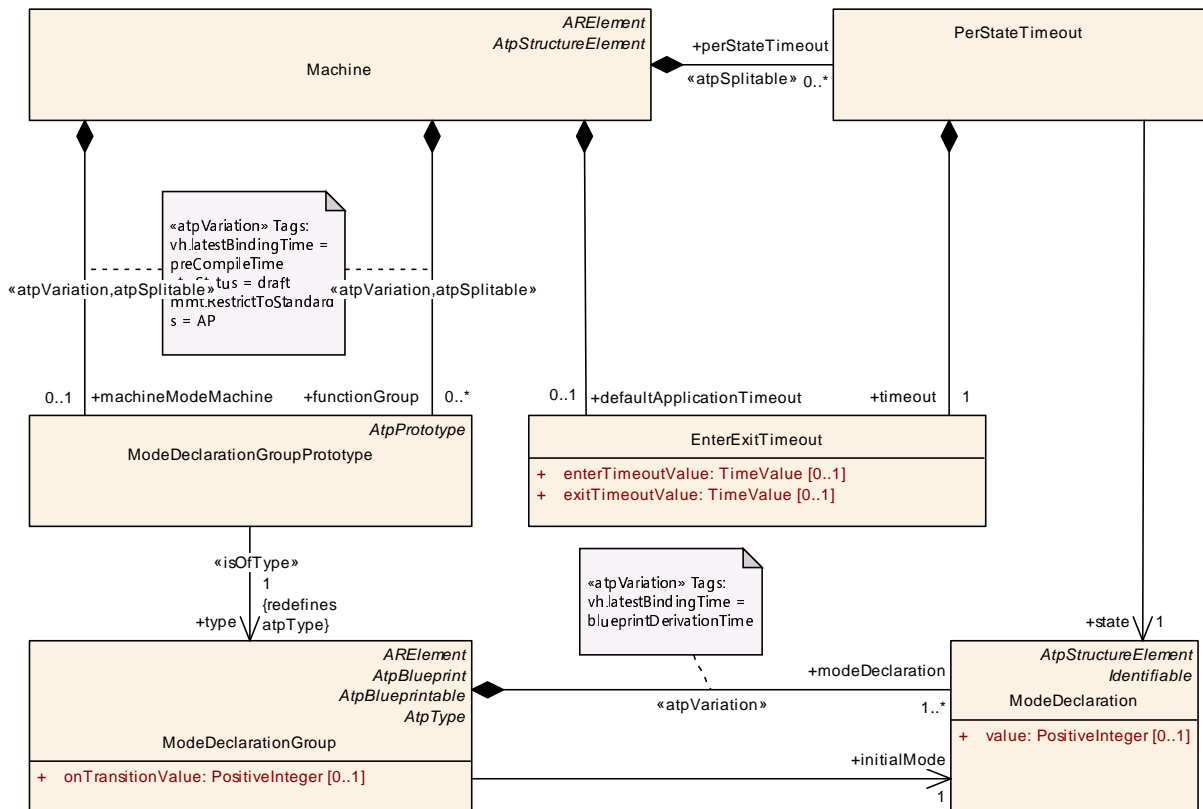 ARElement
AtpStructureElement
Machine
PerStateTimeout
+perStateTimeout
«atpSplitable» 0..*
«atpVariation» Tags:
vh.latestBindingTime =
preCompileTime
= draft
= AP
«atpVariation,atpSplitable»
«atpVariation,atpSplitable»
0..1 +machineModeMachine
+functionGroup 0..*
0..1 +defaultApplicationTimeout
+timeout 1
AtpPrototype
ModeDeclarationGroupPrototype
EnterExitTimeout
+ enterTimeoutValue: TimeValue [0..1]
+ exitTimeoutValue: TimeValue [0..1]
«isOfType»
1
{redefines
atpType}
+type
«atpVariation» Tags:
vh.latestBindingTime =
blueprintDerivationTime
+state 1
ARElement
AtpBlueprint
AtpBlueprintable
AtpType
ModeDeclarationGroup
+ onTransitionValue: PositiveInteger [0..1]
+modeDeclaration
«atpVariation»
1..*
+initialMode
1
AtpStructureElement
Identifiable
ModeDeclaration
+ value: PositiveInteger [0..1]